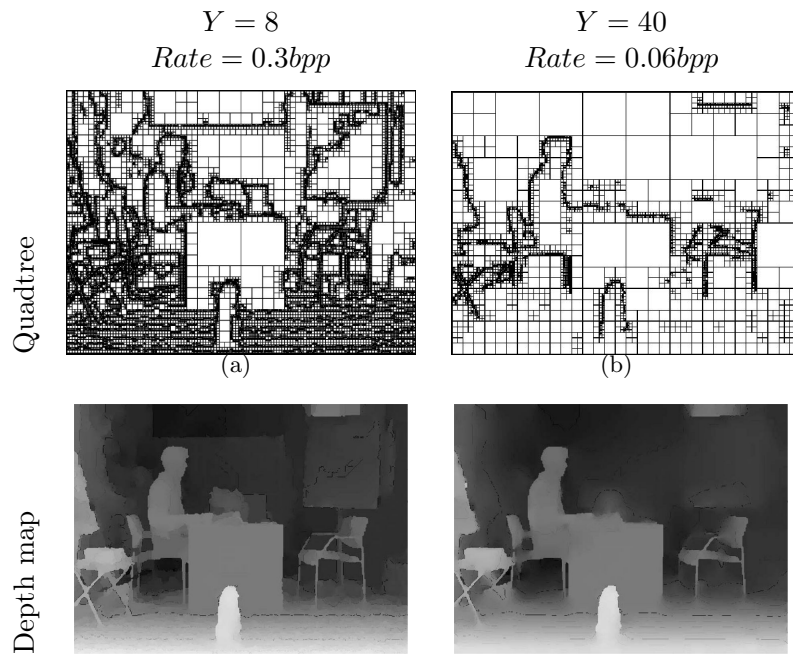 Y = 8
Rate = 0.3bpp
Y = 40
Rate = 0.06bpp
Quadtree
(a)
(b)
Depth map